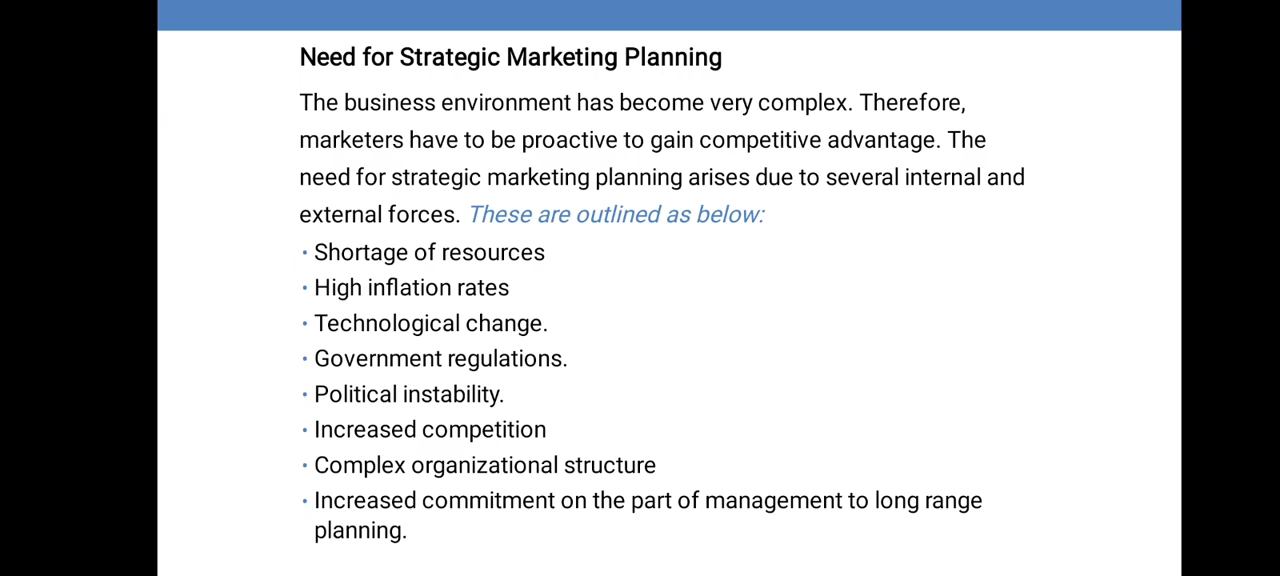 Need for Strategic Marketing Planning
The business environment has become very complex. Therefore,
marketers have to be proactive to gain competitive advantage. The
need for strategic marketing planning arises due to several internal and
external forces. These are outlined as below:
• Shortage of resources
• High inflation rates
• Technological change.
• Government regulations.
• Political instability.
• Increased competition
• Complex organizational structure
• Increased commitment on the part of management to long range
planning.